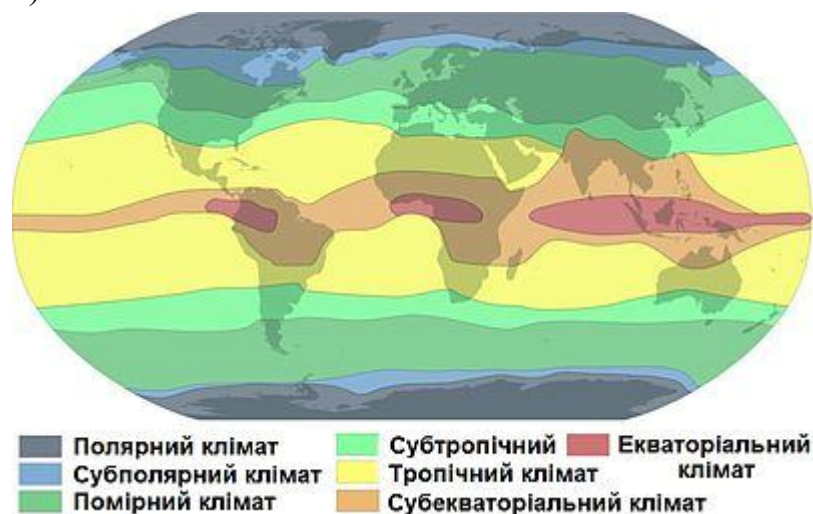 )
Полярний клімат
Субполярний клімат
Помірний клімат
Субтропічний
Тропічний клімат
Субекваторіальний клімат
Екваторіальний
клімат